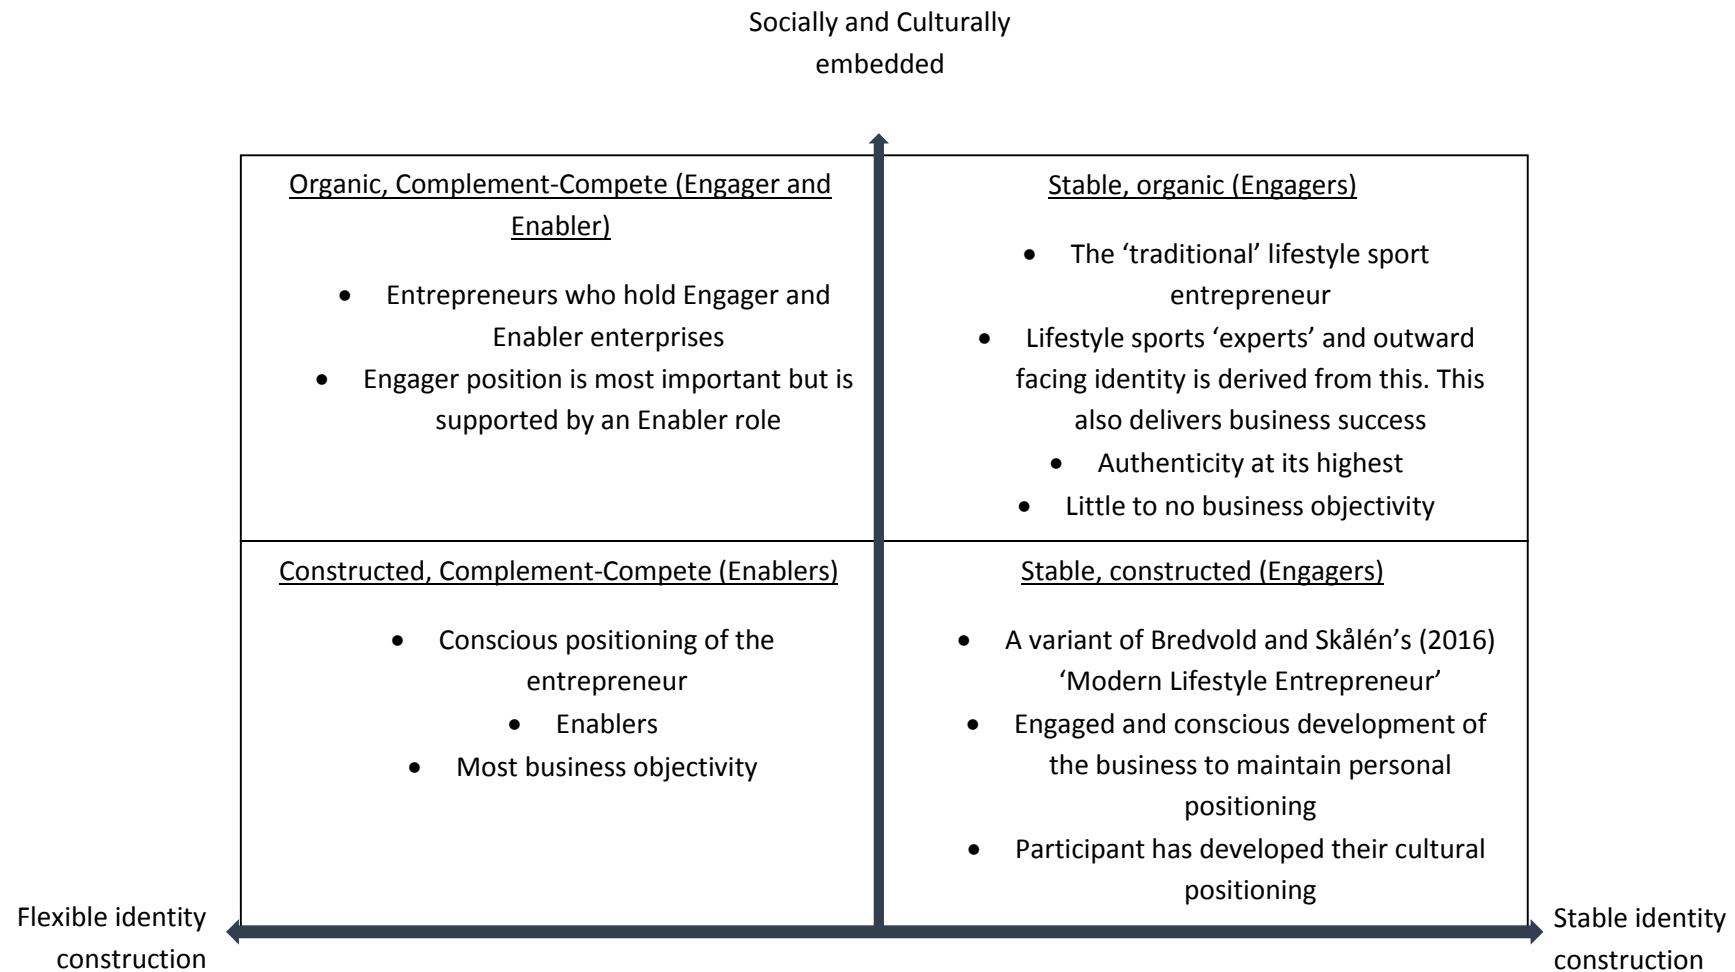 Socially and Culturally
embedded
Organic, Complement-Compete (Engager and
Enabler)
• Entrepreneurs who hold Engager and
Enabler enterprises
• Engager position is most important but is
supported by an Enabler role
Stable, organic (Engagers)
• The ‘traditional’ lifestyle sport
entrepreneur
• Lifestyle sports ‘experts’ and outward
facing identity is derived from this. This
also delivers business success
• Authenticity at its highest
• Little to no business objectivity
Constructed, Complement-Compete (Enablers)
• Conscious positioning of the
entrepreneur
• Enablers
• Most business objectivity
Stable, constructed (Engagers)
• A variant of Bredvold and Skålén’s (2016)
‘Modern Lifestyle Entrepreneur’
• Engaged and conscious development of
the business to maintain personal
positioning
• Participant has developed their cultural
positioning
Flexible identity
construction
Stable identity
construction